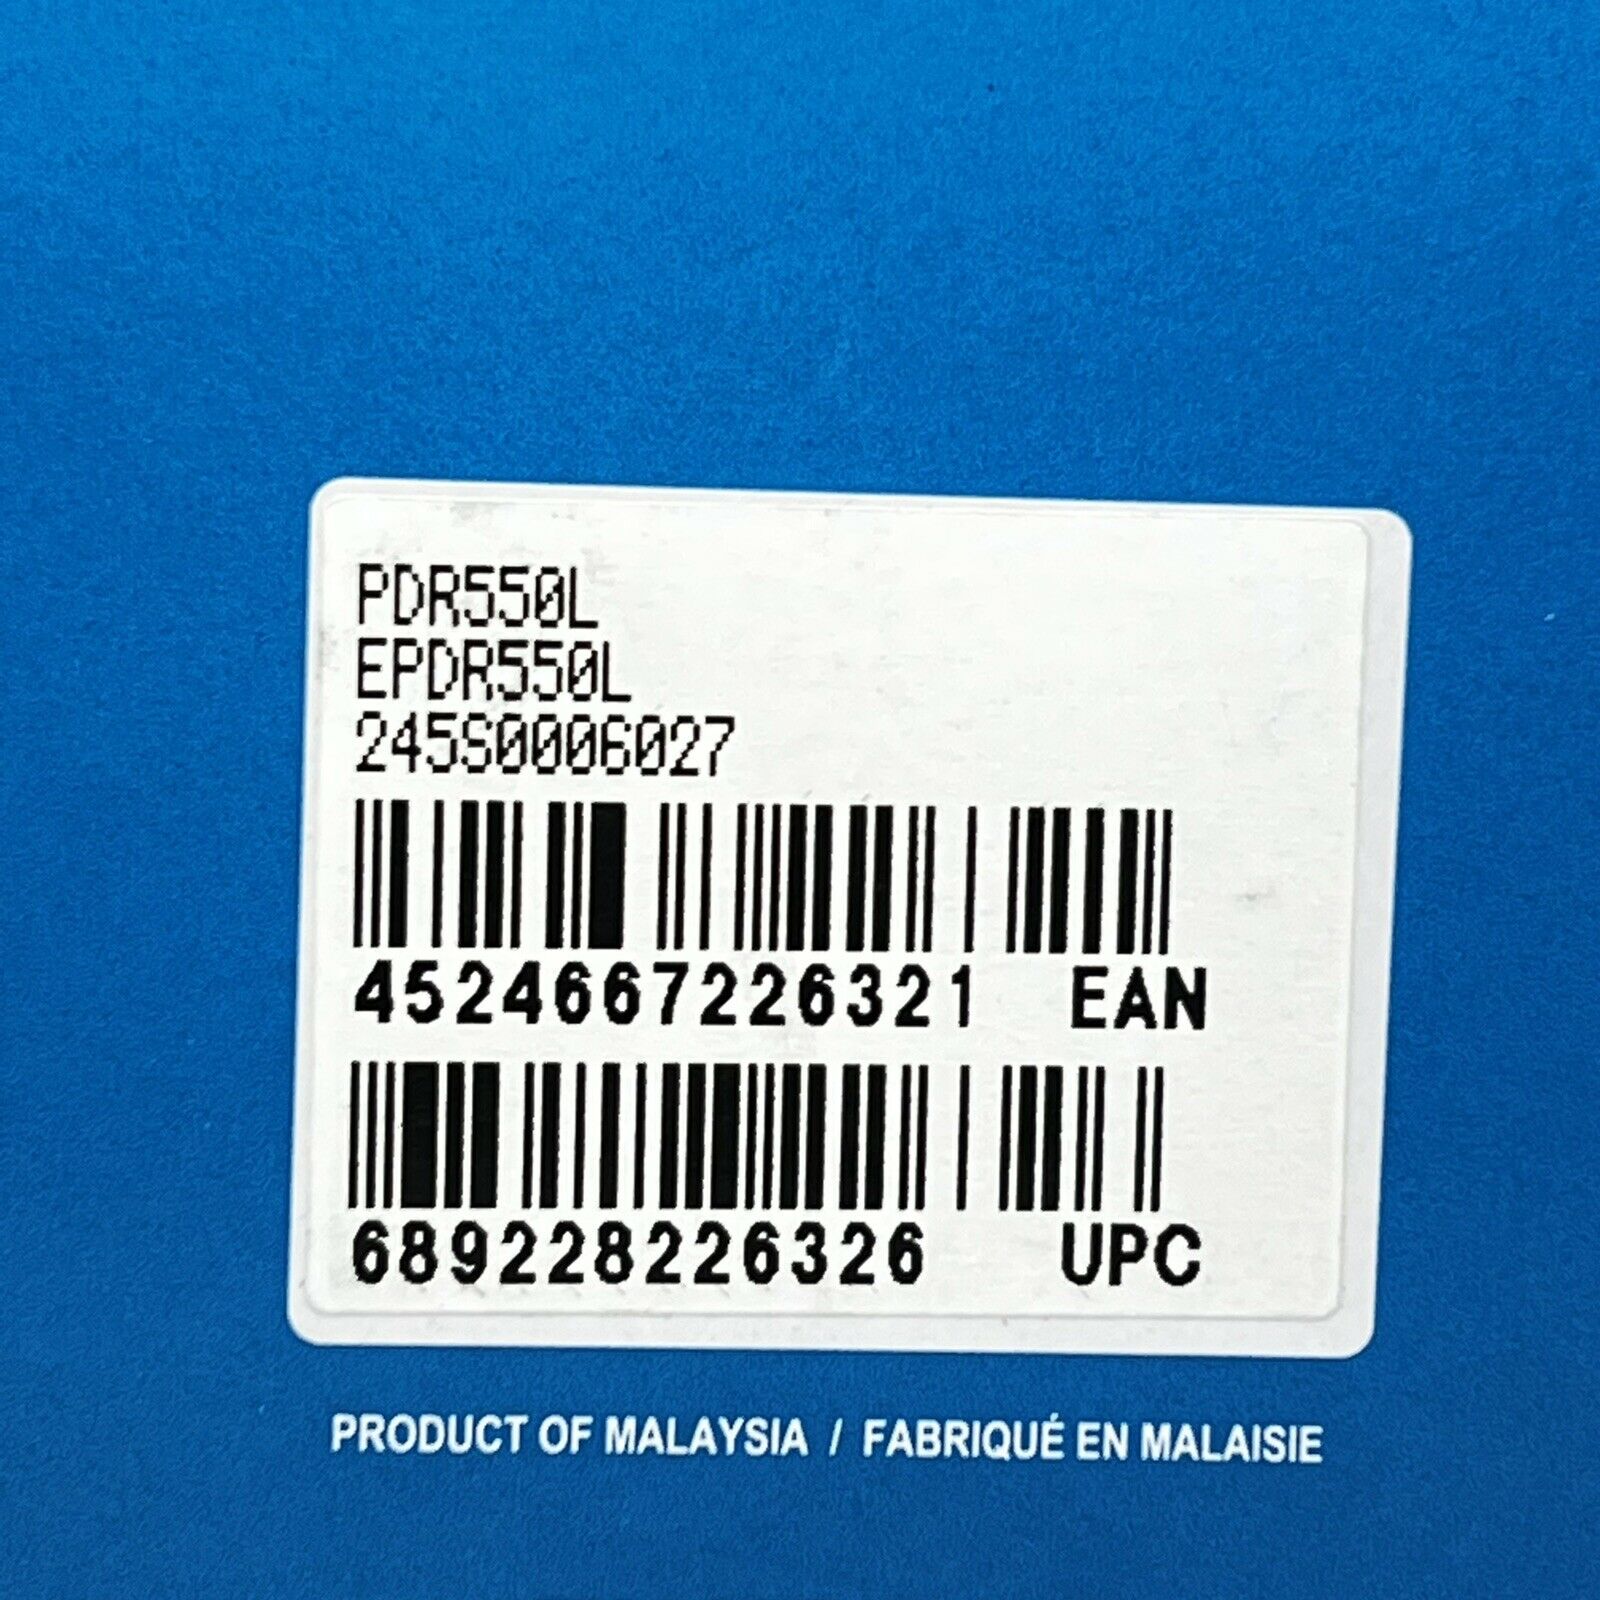 PDR550L
EPDR550L
245S0006027
4524667226321 EAN
689228226326 UPC
PRODUCT OF MALAYSIA / FABRIQUÉ EN MALAISIE